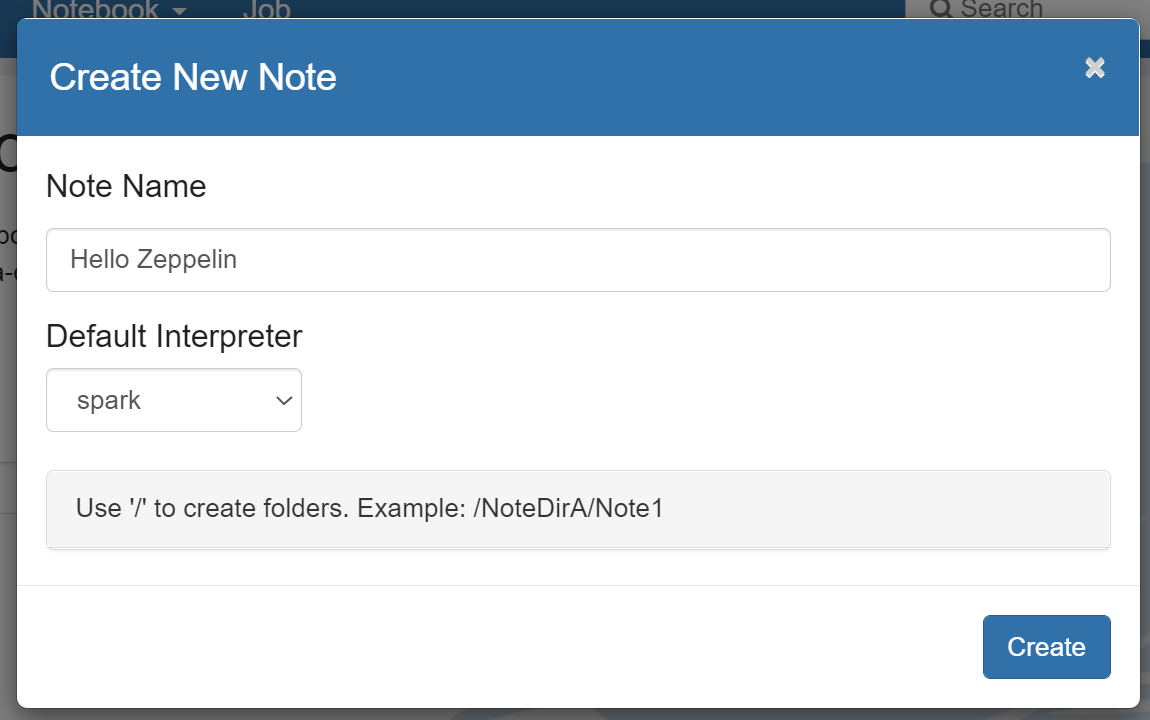 Notebook Job Search
Create New Note
Note Name
Hello Zeppelin
Default Interpreter
spark
Use '/' to create folders. Example: /NoteDirA/Note1
Create